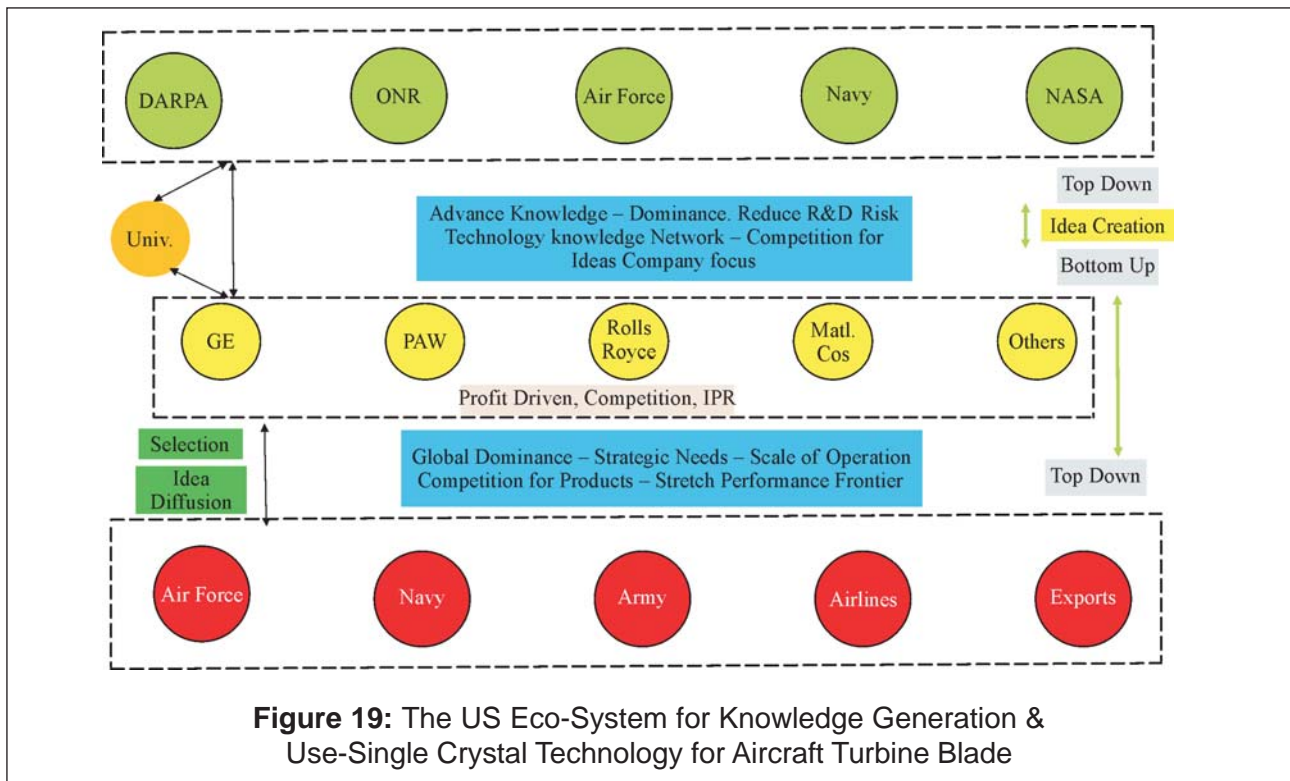 DARPA
ONR
Air Force
Navy
NASA
Top Down
Advance Knowledge – Dominance. Reduce R&D Risk
Technology knowledge Network – Competition for
Ideas Company focus
Idea Creation
Univ.
Bottom Up
GE
PAW
Rolls
Royce
Matl.
Cos
Others
Profit Driven, Competition, IPR
Selection
Idea
Diffusion
Global Dominance – Strategic Needs – Scale of Operation
Competition for Products – Stretch Performance Frontier
Top Down
Air Force
Navy
Army
Airlines
Exports
Figure 19: The US Eco-System for Knowledge Generation &
Use-Single Crystal Technology for Aircraft Turbine Blade